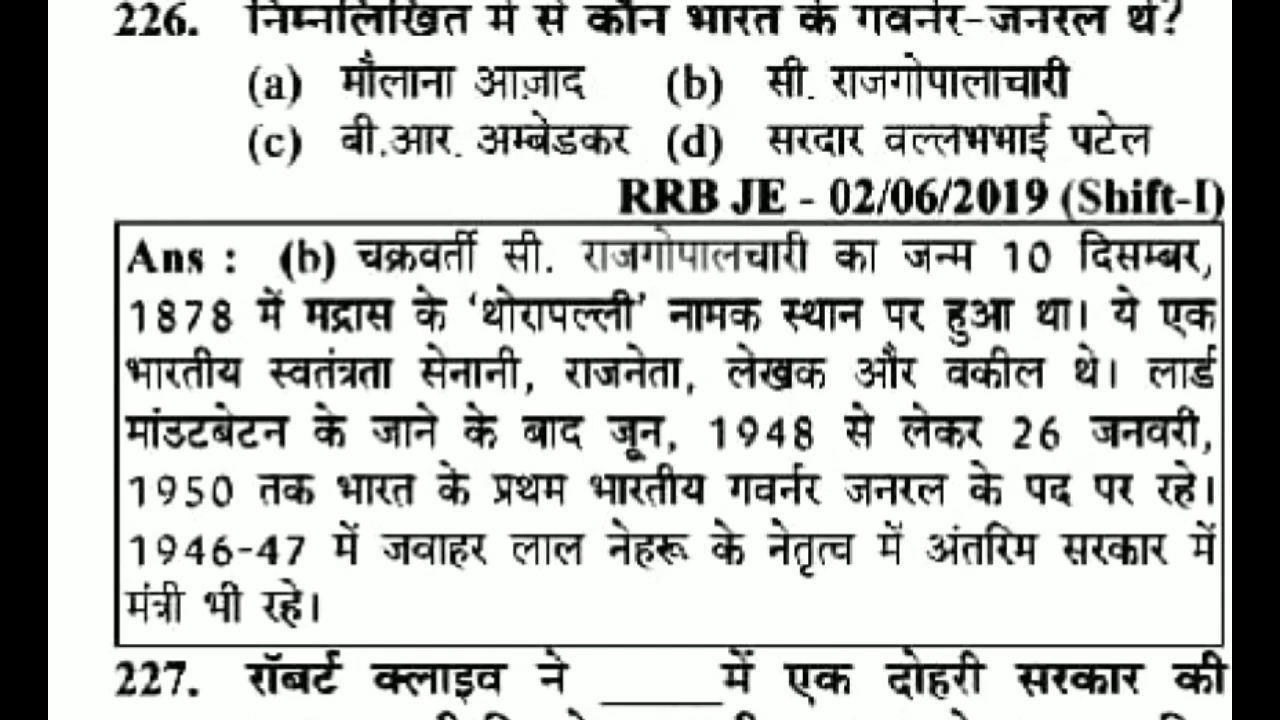 226. निम्नलिखित में से कौन भारत के गवर्नर-जनरल थे?
(a) मौलाना आज़ाद (b) सी. राजगोपालाचारी
(c) बी.आर. अम्बेडकर (d) सरदार वल्लभभाई पटेल
RRB JE - 02/06/2019 (Shift-I)
Ans : (b) चक्रवर्ती सी. राजगोपालचारी का जन्म 10 दिसम्बर,
1878 में मद्रास के ‘थोरापल्ली’ नामक स्थान पर हुआ था। ये एक
भारतीय स्वतंत्रता सेनानी, राजनेता, लेखक और वकील थे। लार्ड
मांडटबेटन के जाने के बाद जून, 1948 से लेकर 26 जनवरी,
1950 तक भारत के प्रथम भारतीय गवर्नर जनरल के पद पर रहे।
1946-47 में जवाहर लाल नेहरू के नेतृत्व में अंतरिम सरकार में
मंत्री भी रहे।
227. रॉबर्ट क्लाइव ने ______में एक दोहरी सरकार की